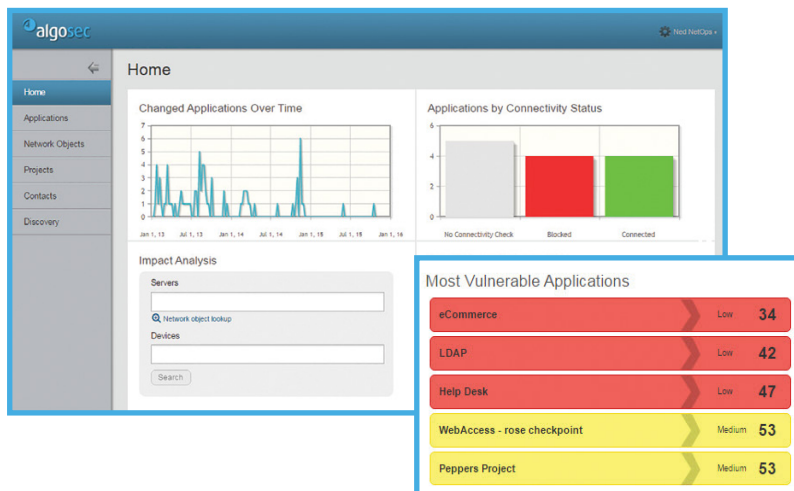 algosec
Ned NetOps
Home
Applications
Network Objects
Projects
Contacts
Discovery
Home
Changed Applications Over Time
7
6
5
4
3
2
1
0
Jan 1, 13 Jul 1, 13 Jan 1, 14 Jul 1, 14 Jan 1, 15 Jul 1, 15 Jan 1, 16
Applications by Connectivity Status
6
4
2
0
No Connectivity Check Blocked Connected
Impact Analysis
Servers
Network object lookup
Devices
Search
Most Vulnerable Applications
eCommerce Low 34
LDAP Low 42
Help Desk Low 47
WebAccess - rose checkpoint Medium 53
Peppers Project Medium 53